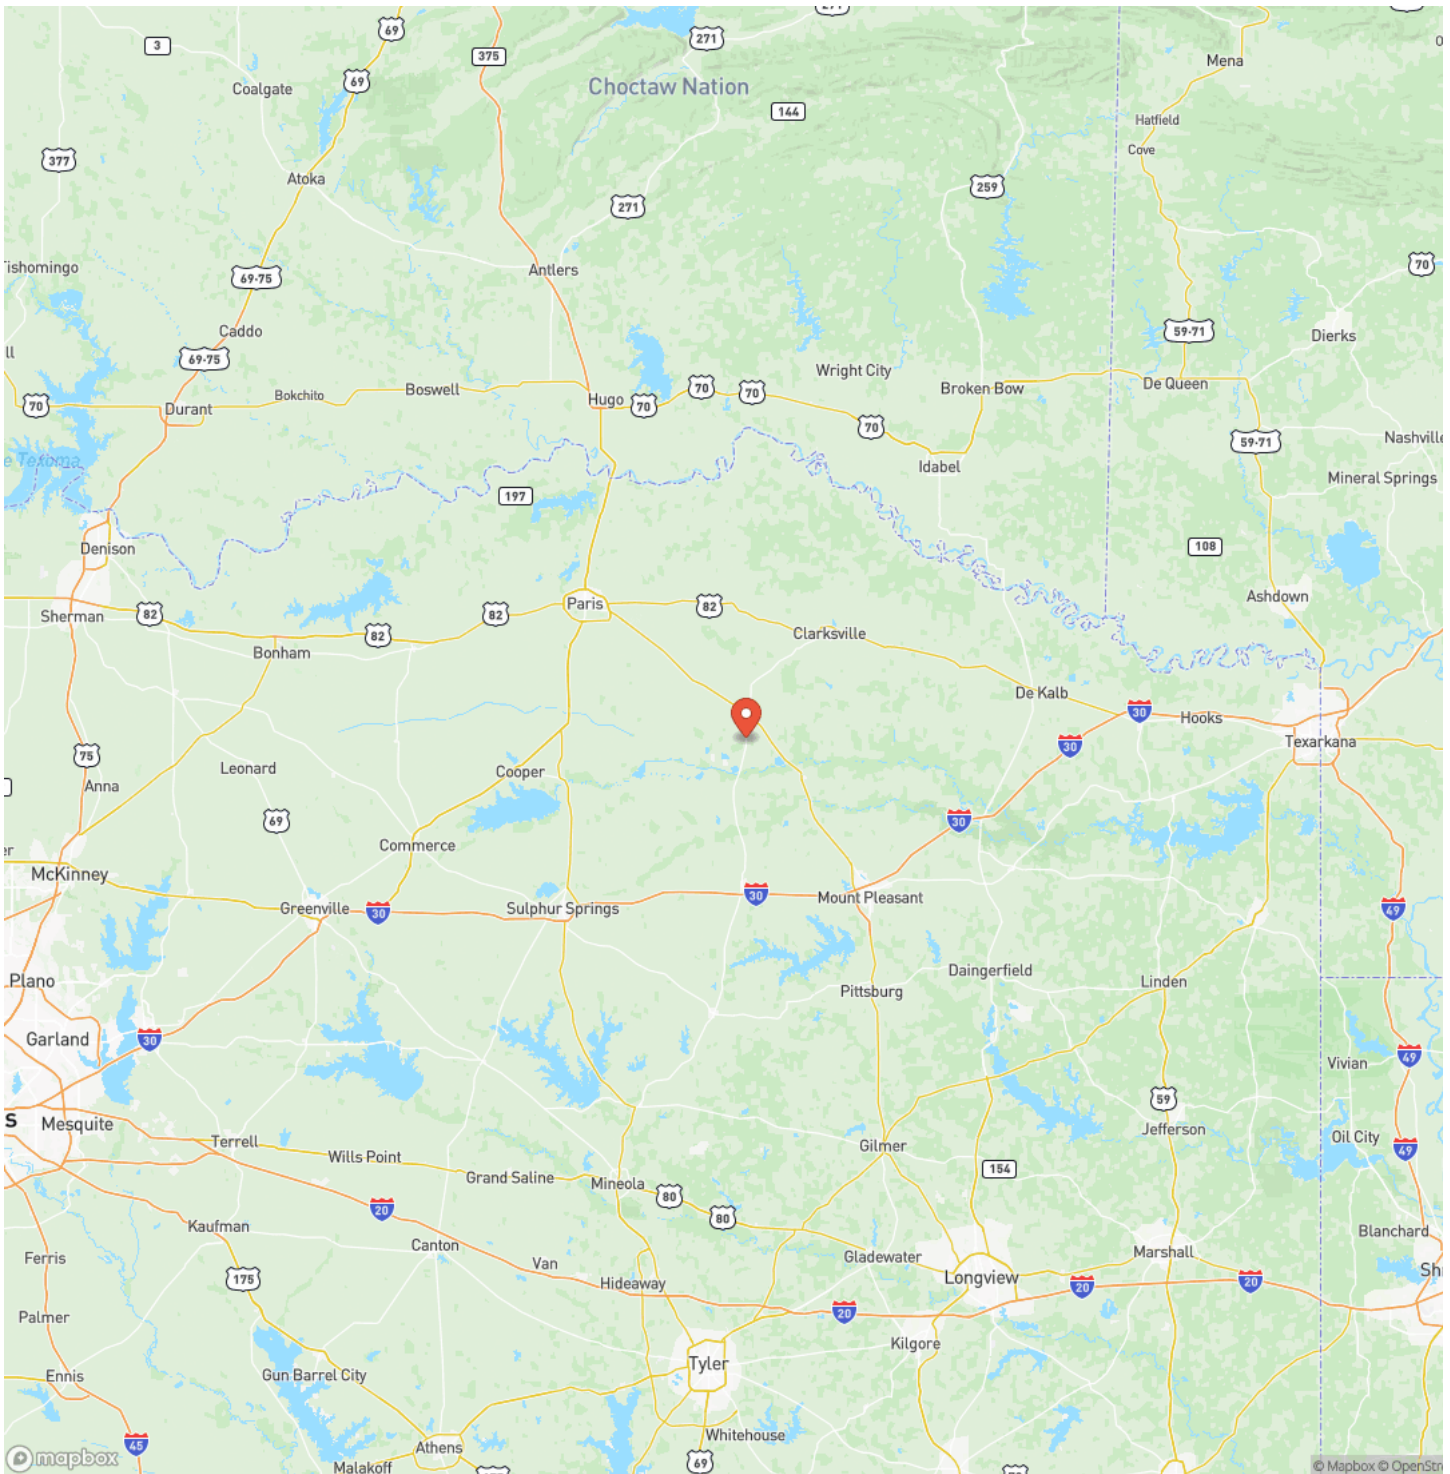 271
69
3
271
375
Mena
69
Coalgate
Choctaw Nation
144
Hatfield
377
Cove
Atoka
259
271
Tishomingo
Antlers
70
69-75
Caddo
59-71
Dierks
ll
69-75
Wright City
Boswell
70
70
Broken Bow
De Queen
Bokchito
Hugo
70
70
Durant
70
59-71
Nashville
e Texoma
Idabel
Mineral Springs
197
Denison
108
Paris
82
Ashdown
Sherman
82
82
82
Clarksville
Bonham
De Kalb
30
Hooks
75
30
Texarkana
Leonard
Cooper
Anna
69
30
Commerce
er
McKinney
Greenville
30
Sulphur Springs
30
Mount Pleasant
49
Plano
Daingerfield
Linden
Pittsburg
Garland
30
49
Vivian
S
Mesquite
59
Jefferson
Oil City
Terrell
Gilmer
49
Wills Point
154
Grand Saline
Mineola
80
20
80
Kaufman
Blanchard
Canton
Marshall
Ferris
Van
Gladewater
175
Hideaway
Longview
Sh
20
20
20
Palmer
Kilgore
Tyler
Ennis
Gun Barrel City
Whitehouse
45
Athens
69
mapbox
Malakoff
© Mapbox © OpenStr